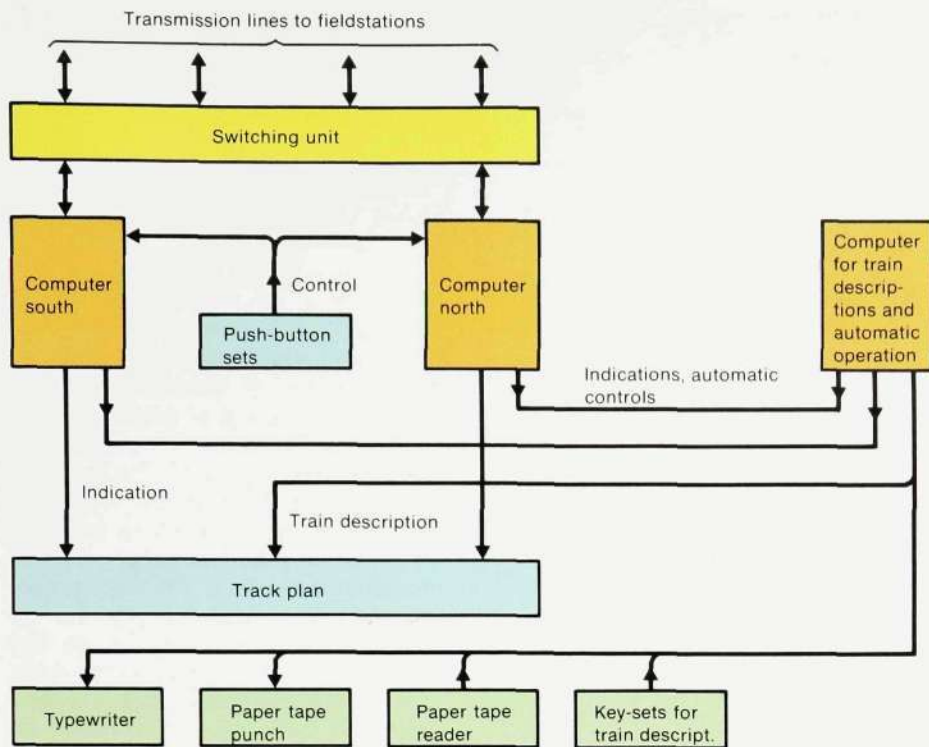 Transmission lines to fieldstations
Switching unit
Computer
south
Control
Push-button
sets
Computer
north
Computer
for train
descrip-
tions and
automatic
operation
Indications, automatic
controls
Indication
Train description
Track plan
Typewriter
Paper tape
punch
Paper tape
reader
Key-sets for
train descript.